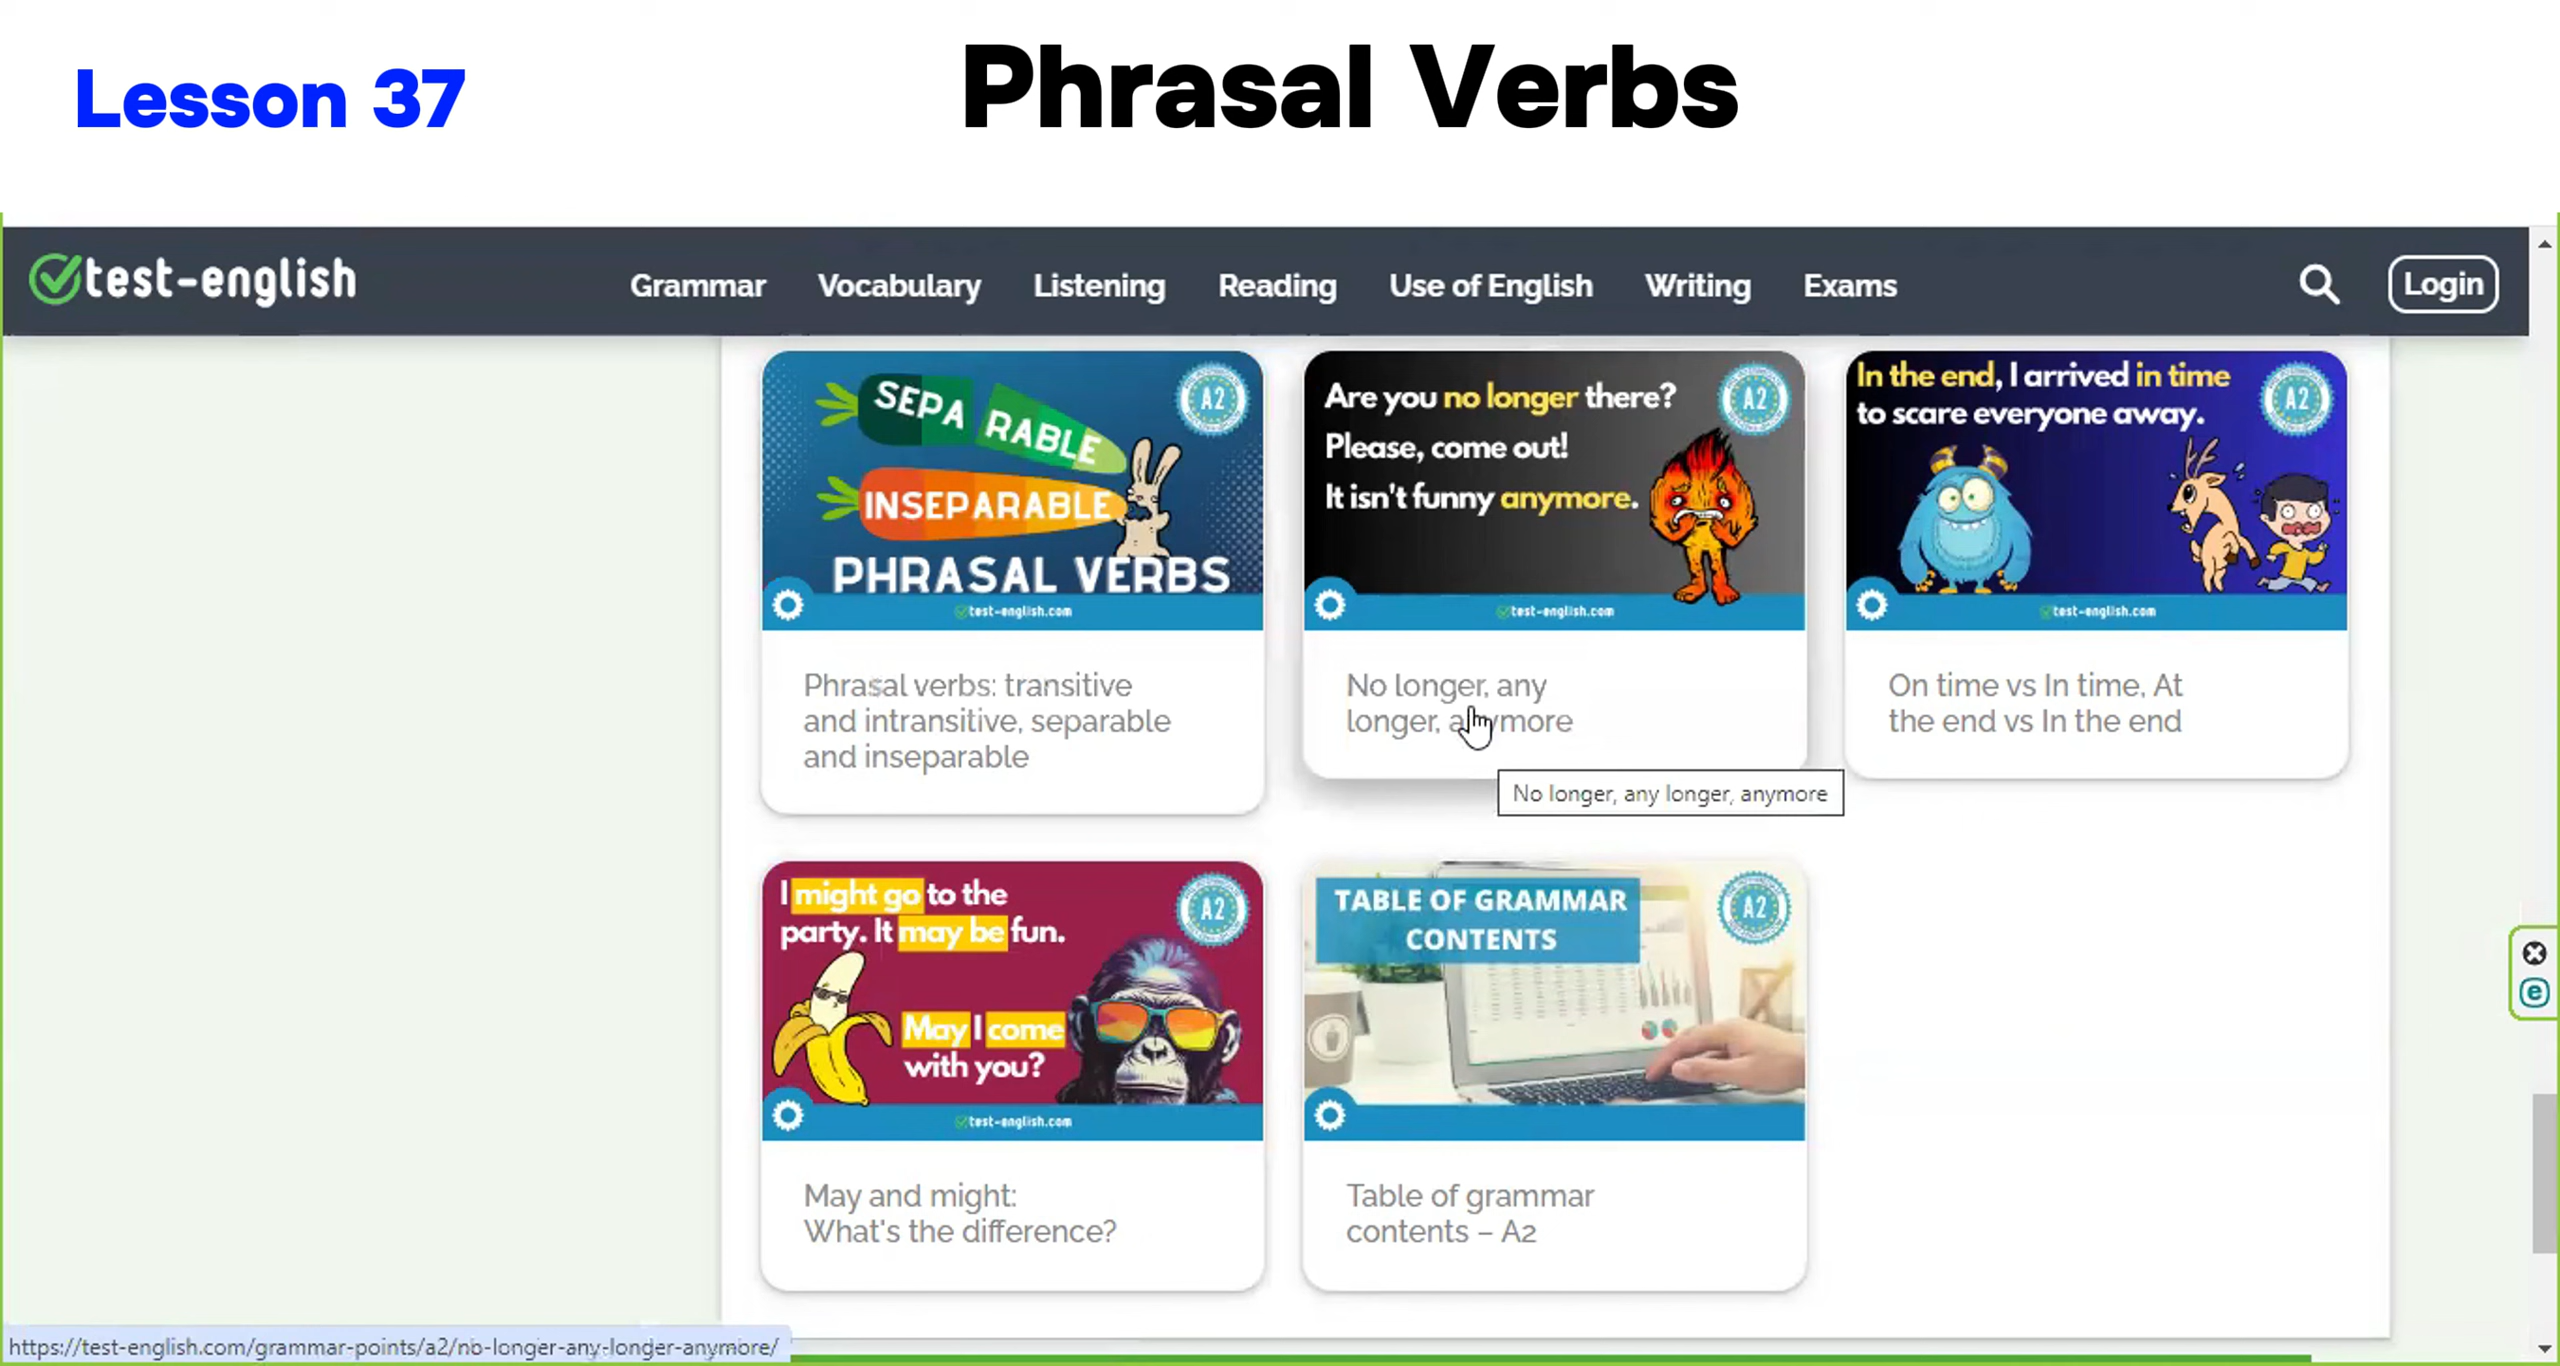 Lesson 37
Phrasal Verbs
test-english
Grammar
Vocabulary
Listening
Reading
Use of English
Writing
Exams
Login
SEPA RABLE
INSEPARABLE
PHRASAL VERBS
A2
test-english.com
Phrasal verbs: transitive
and intransitive, separable
and inseparable
Are you no longer there?
Please, come out!
It isn't funny anymore.
A2
test-english.com
No longer, any
longer, anymore
No longer, any longer, anymore
In the end, I arrived in time
to scare everyone away.
A2
test-english.com
On time vs In time, At
the end vs In the end
I might go to the
party. It may be fun.
May I come
with you?
A2
test-english.com
May and might:
What's the difference?
TABLE OF GRAMMAR
CONTENTS
A2
Table of grammar
contents – A2
e
https://test-english.com/grammar-points/a2/nb-longer-any-longer-anymore/